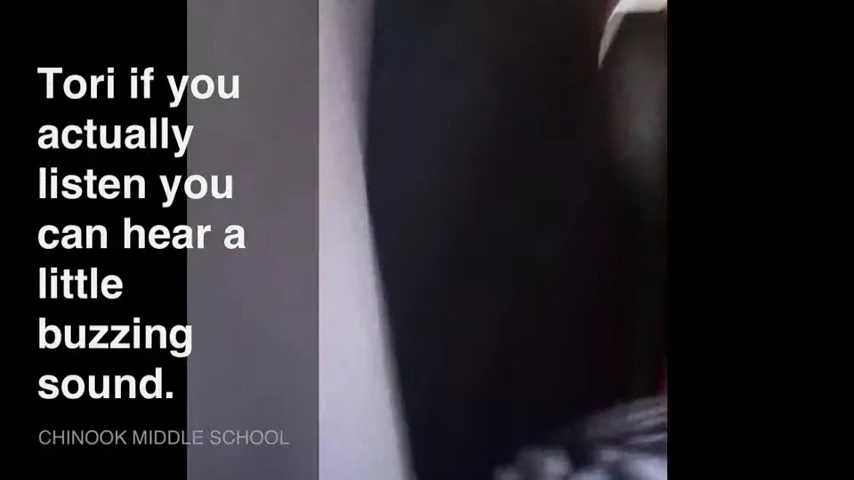 Tori if you
actually
listen you
can hear a
little
buzzing
sound.
CHINOOK MIDDLE SCHOOL